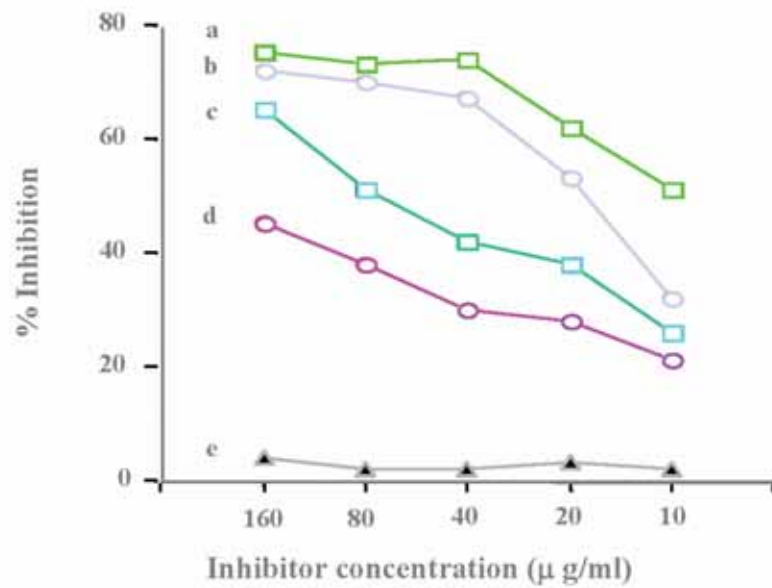 80
a
b
c
60
d
40
20
e
0
160 80 40 20 10
% Inhibition
Inhibitor concentration (μ g/ml)